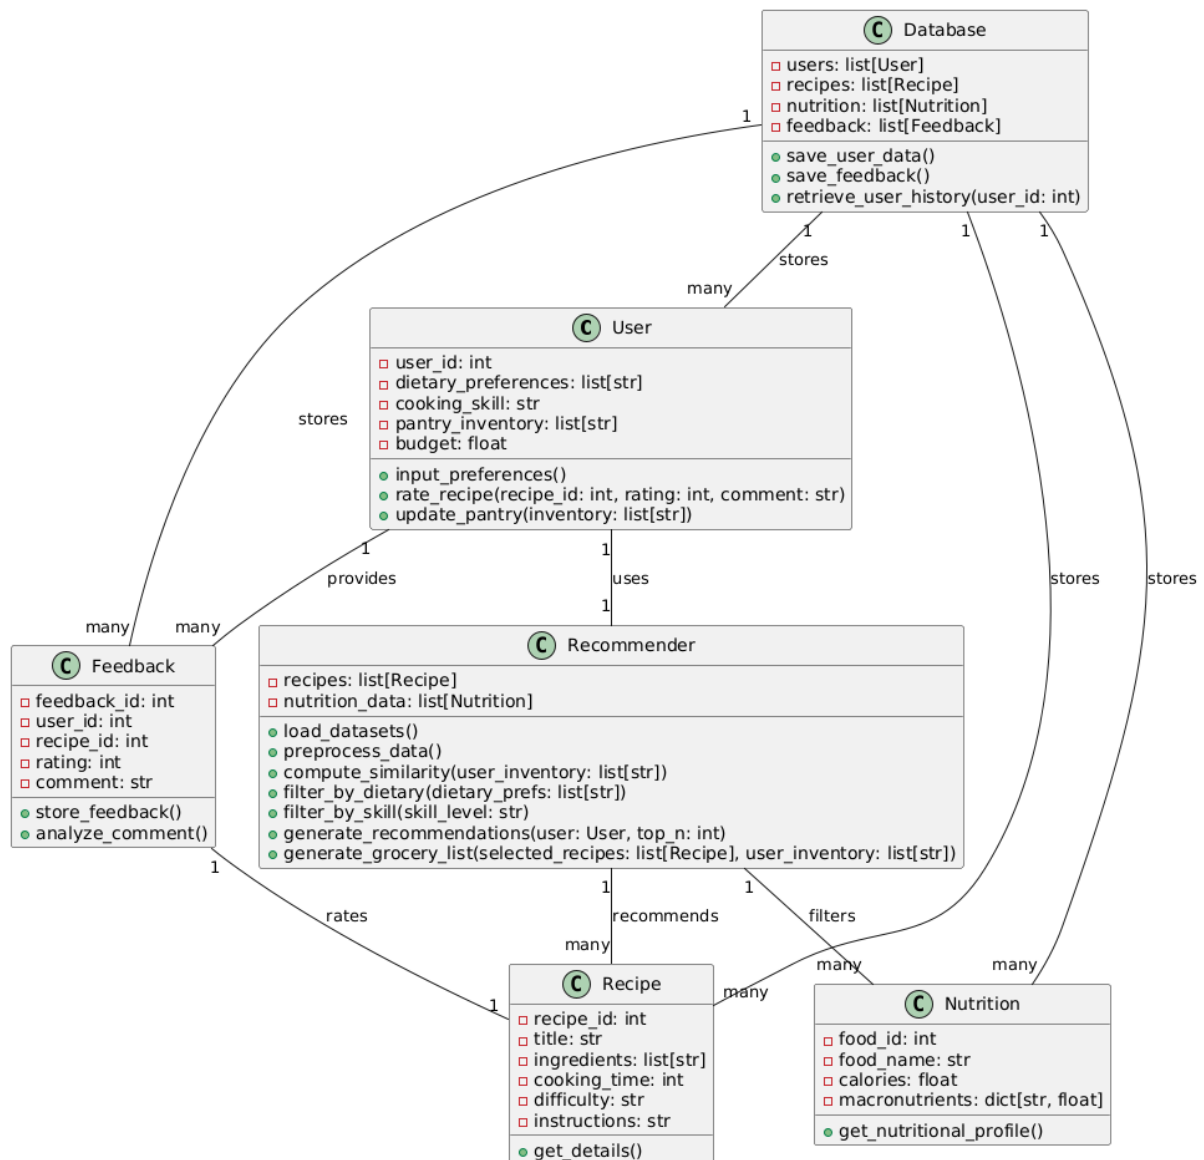 C Database
users: list[User]
recipes: list[Recipe]
nutrition: list[Nutrition]
feedback: list[Feedback]
save_user_data()
save_feedback()
retrieve_user_history(user_id: int)
1
1
1
1
stores
many
C User
user_id: int
dietary_preferences: list[str]
cooking_skill: str
pantry_inventory: list[str]
budget: float
input_preferences()
rate_recipe(recipe_id: int, rating: int, comment: str)
update_pantry(inventory: list[str])
stores
1
1
provides
uses
stores
stores
many
many
1
C Feedback
feedback_id: int
user_id: int
recipe_id: int
rating: int
comment: str
store_feedback()
analyze_comment()
C Recommender
recipes: list[Recipe]
nutrition_data: list[Nutrition]
load_datasets()
preprocess_data()
compute_similarity(user_inventory: list[str])
filter_by_dietary(dietary_prefs: list[str])
filter_by_skill(skill_level: str)
generate_recommendations(user: User, top_n: int)
generate_grocery_list(selected_recipes: list[Recipe], user_inventory: list[str])
1
1
1
rates
recommends
filters
many
many
many
many
1
C Recipe
recipe_id: int
title: str
ingredients: list[str]
cooking_time: int
difficulty: str
instructions: str
get_details()
C Nutrition
food_id: int
food_name: str
calories: float
macronutrients: dict[str, float]
get_nutritional_profile()